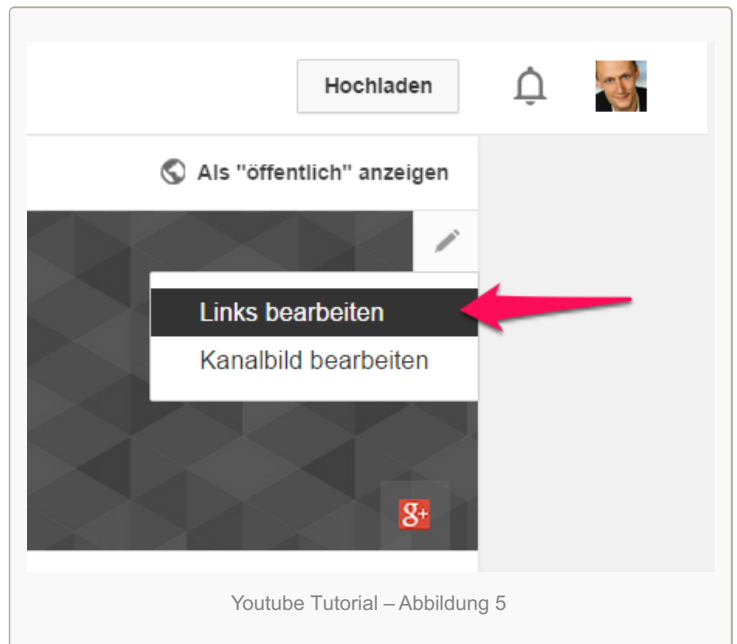 Hochladen
Als "öffentlich" anzeigen
Links bearbeiten
Kanalbild bearbeiten
g+
Youtube Tutorial – Abbildung 5